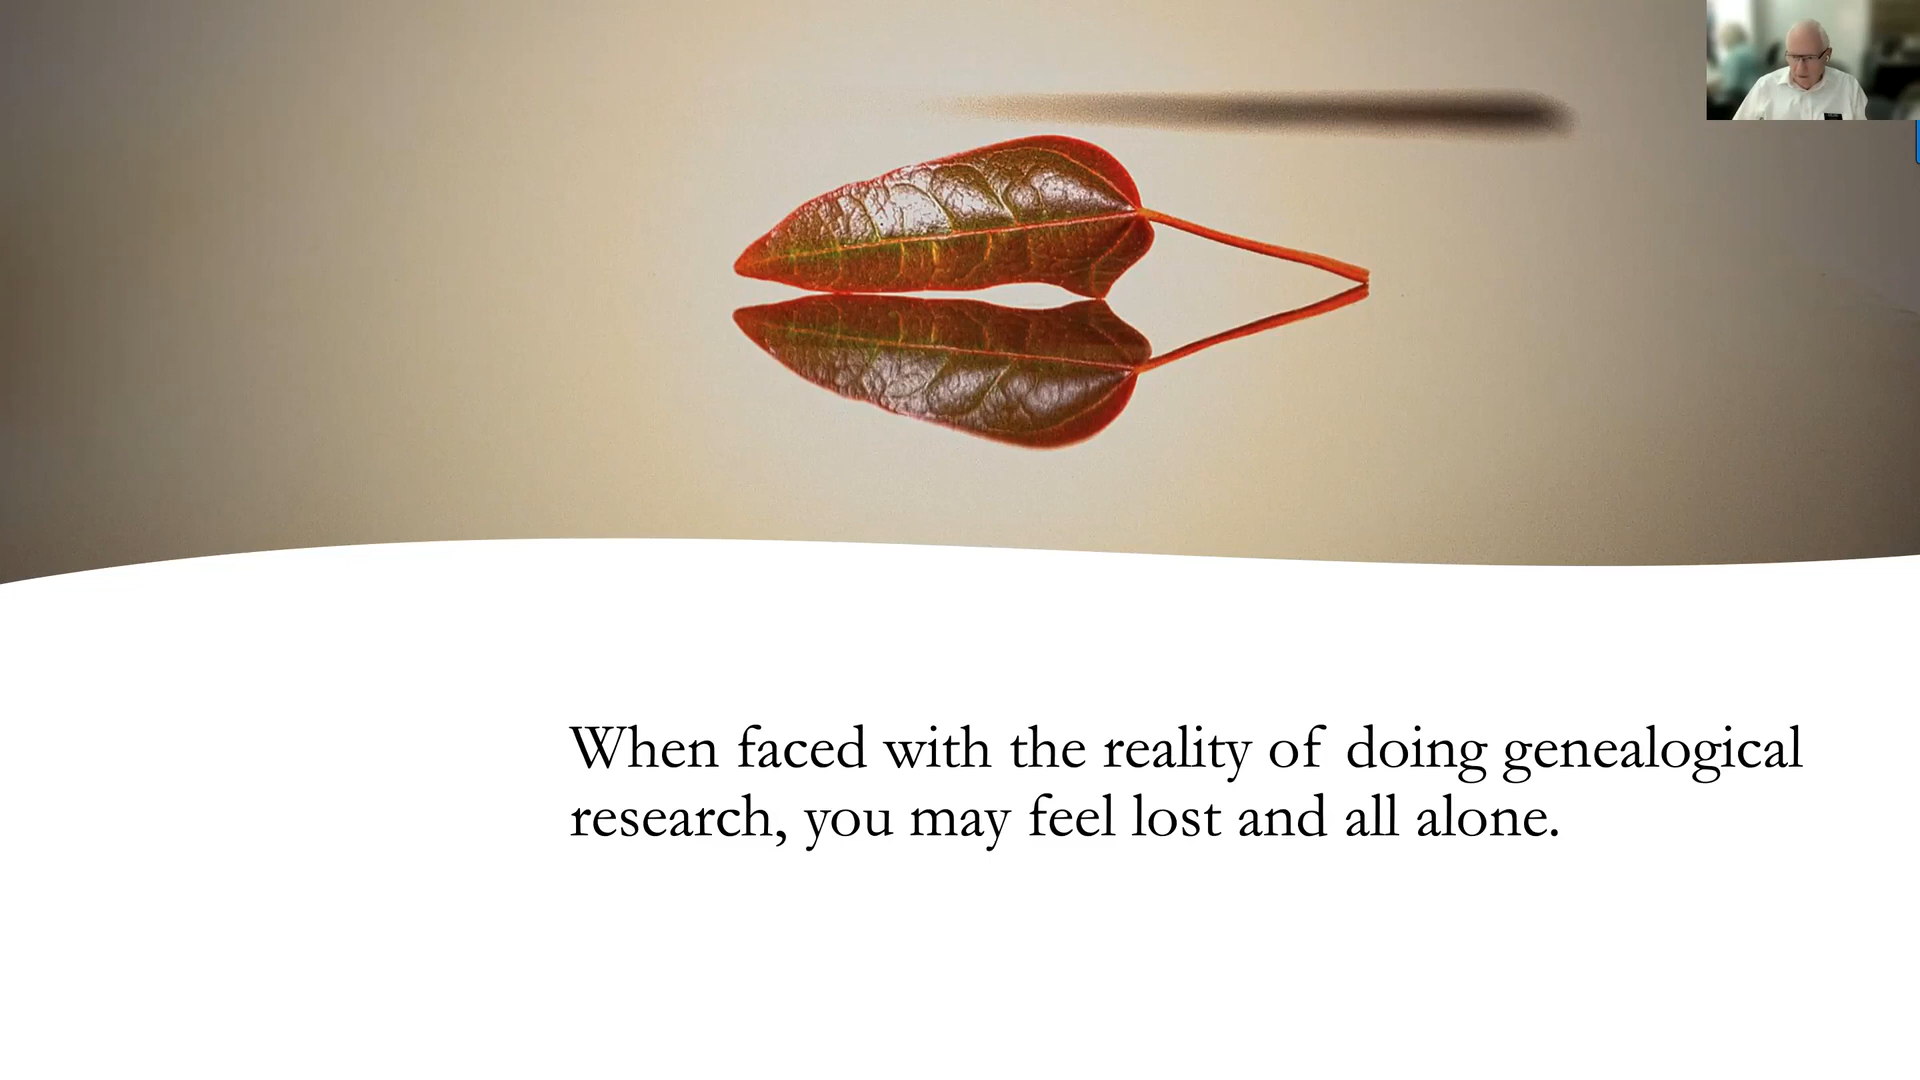 When faced with the reality of doing genealogical
research, you may feel lost and all alone.